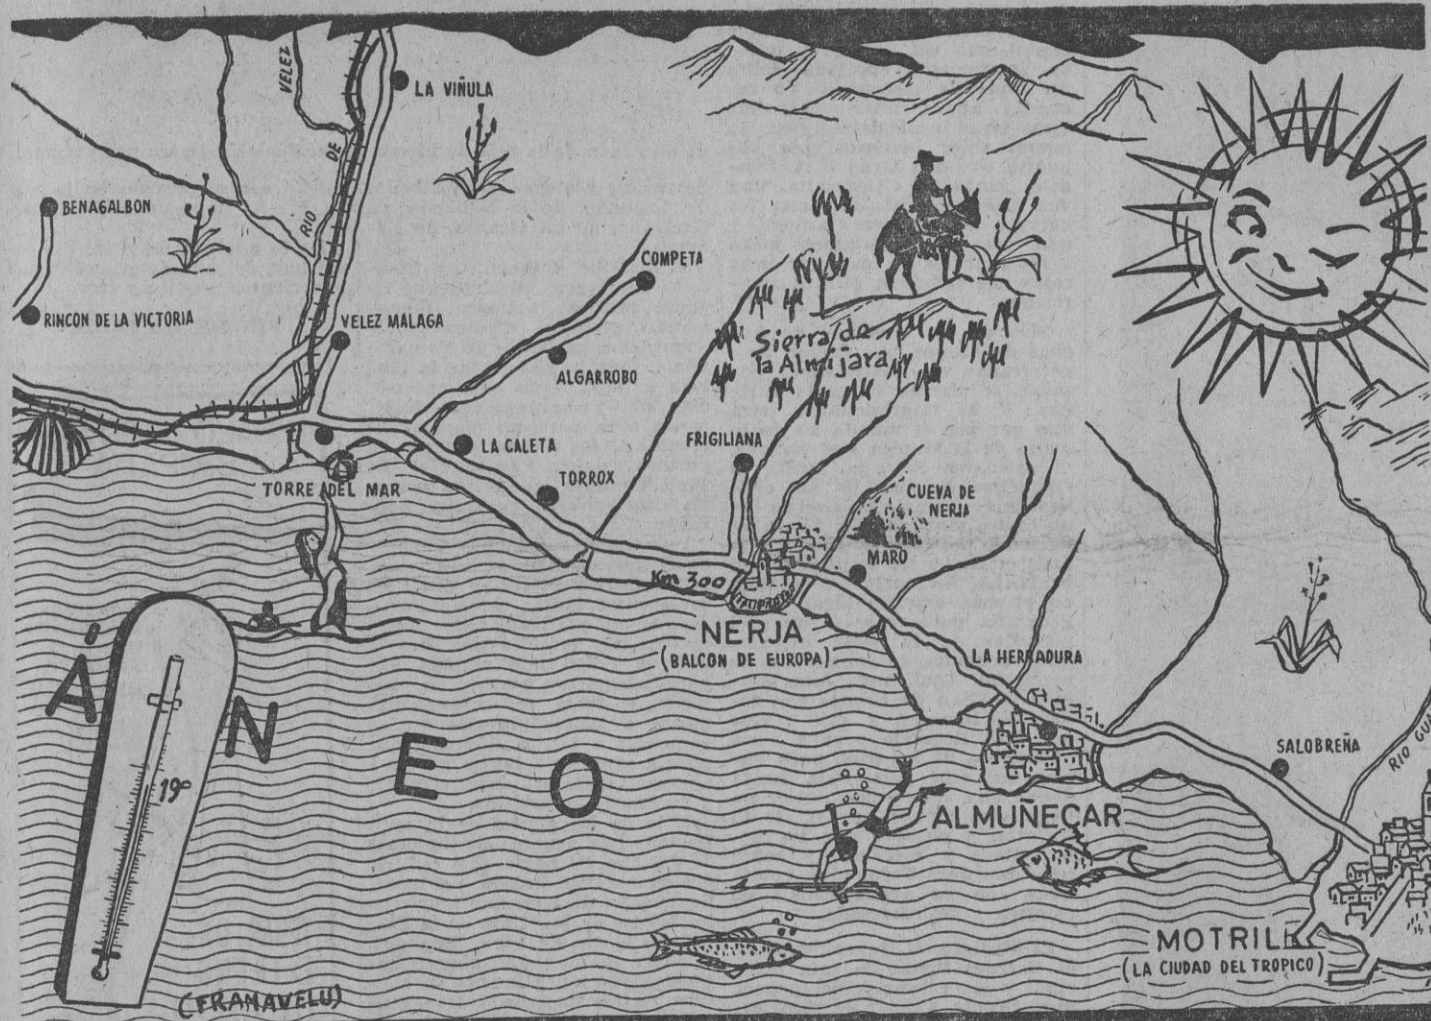 VELEZ
DE
RIO
LA VIÑULA
BENAGALBON
COMPETA
RINCON DE LA VICTORIA
VELEZ MALAGA
Sierra de
la Almijara
ALGARROBO
LA CALETA
FRIGILIANA
TORRE DEL MAR
TORROX
CUEVA DE
NERJA
MARO
Km 300
NERJA
(BALCON DE EUROPA)
LA HERRADURA
Á N E O
19º
SALOBREÑA
RIO GUA
ALMUÑECAR
MOTRIL
(LA CIUDAD DEL TROPICO)
(FRAMAVELU)